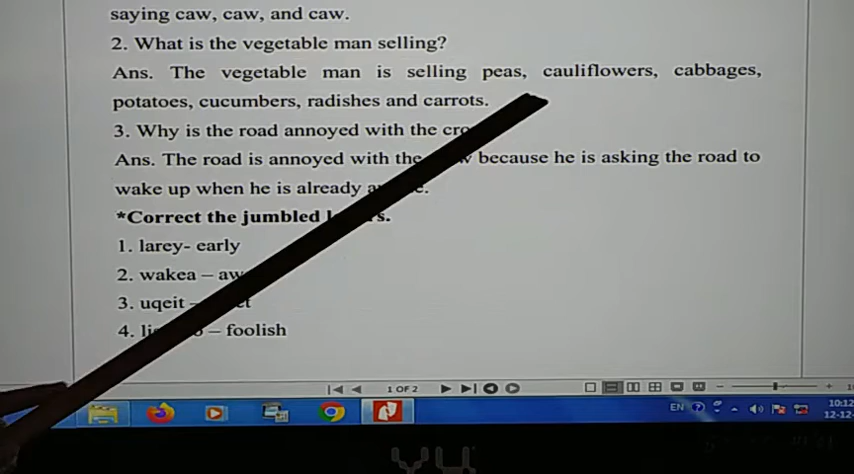 saying caw, caw, and caw.
2. What is the vegetable man selling?
Ans. The vegetable man is selling peas, cauliflowers, cabbages,
potatoes, cucumbers, radishes and carrots.
3. Why is the road annoyed with the
Ans. The road is annoyed with the because he is asking the road to
wake up when he is already
*Correct the jumbled
1. larey- early
2. wakea –
3. uqeit –
4. – foolish
1 OF 2
EN
10:12
12-12-